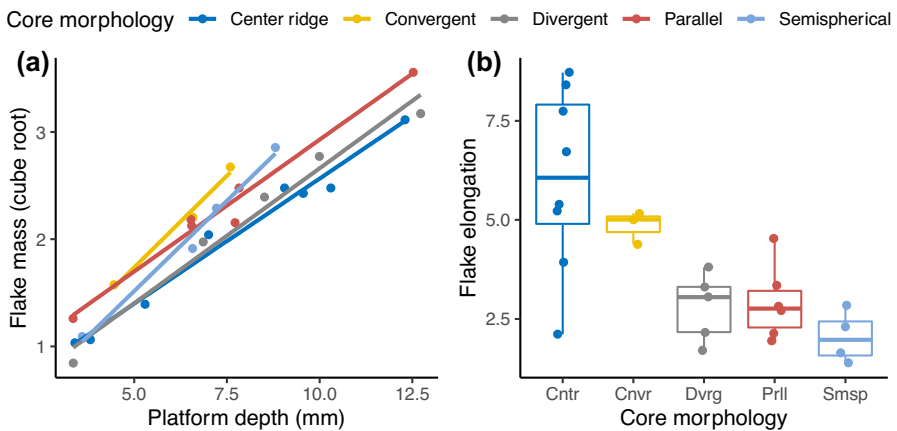 Core morphology Center ridge Convergent Divergent Parallel Semispherical
(a)
Flake mass (cube root)
3
2
1
5.0 7.5 10.0 12.5
Platform depth (mm)
(b)
Flake elongation
7.5
5.0
2.5
Cntr Cnvr Dvrg Prll Smsp
Core morphology